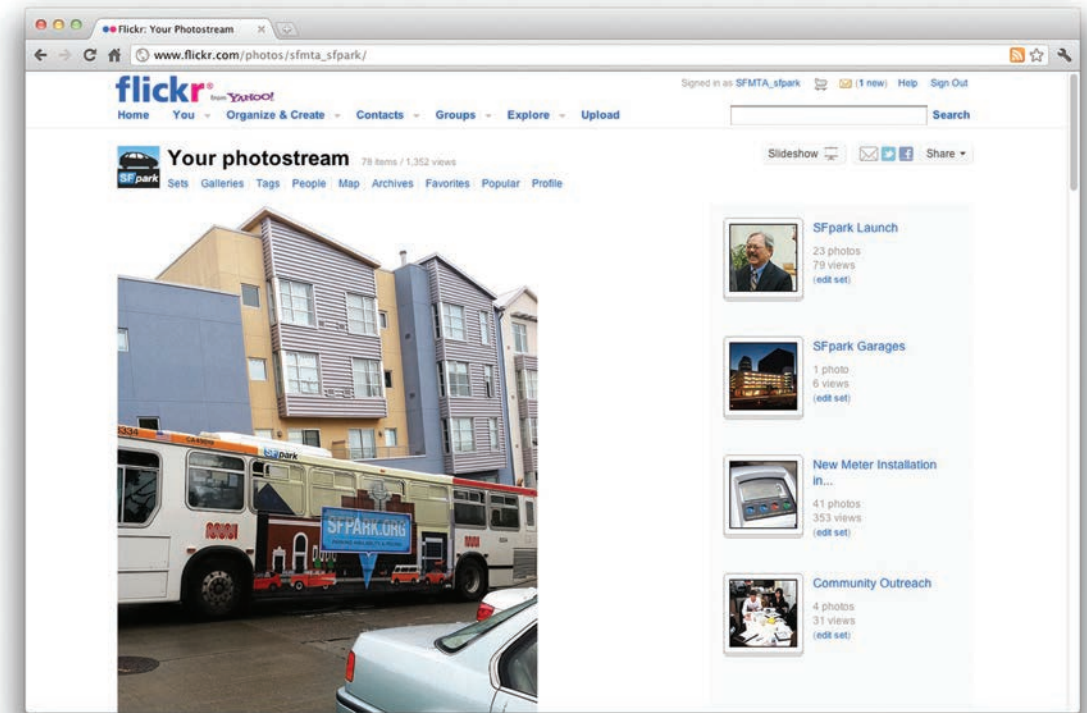 Flickr: Your Photostream
www.flickr.com/photos/sfmta_sfpark/
flickr from YAHOO!
Signed in as SFMTA_sfpark (1 new) Help Sign Out
Home You Organize & Create Contacts Groups Explore Upload
Search
SFpark
Your photostream 78 items / 1,352 views
Slideshow Share
Sets Galleries Tags People Map Archives Favorites Popular Profile
SFpark Launch
23 photos
79 views
(edit set)
SFpark Garages
1 photo
6 views
(edit set)
New Meter Installation
in...
41 photos
353 views
(edit set)
Community Outreach
4 photos
31 views
(edit set)
SFpark
SFPARK.ORG